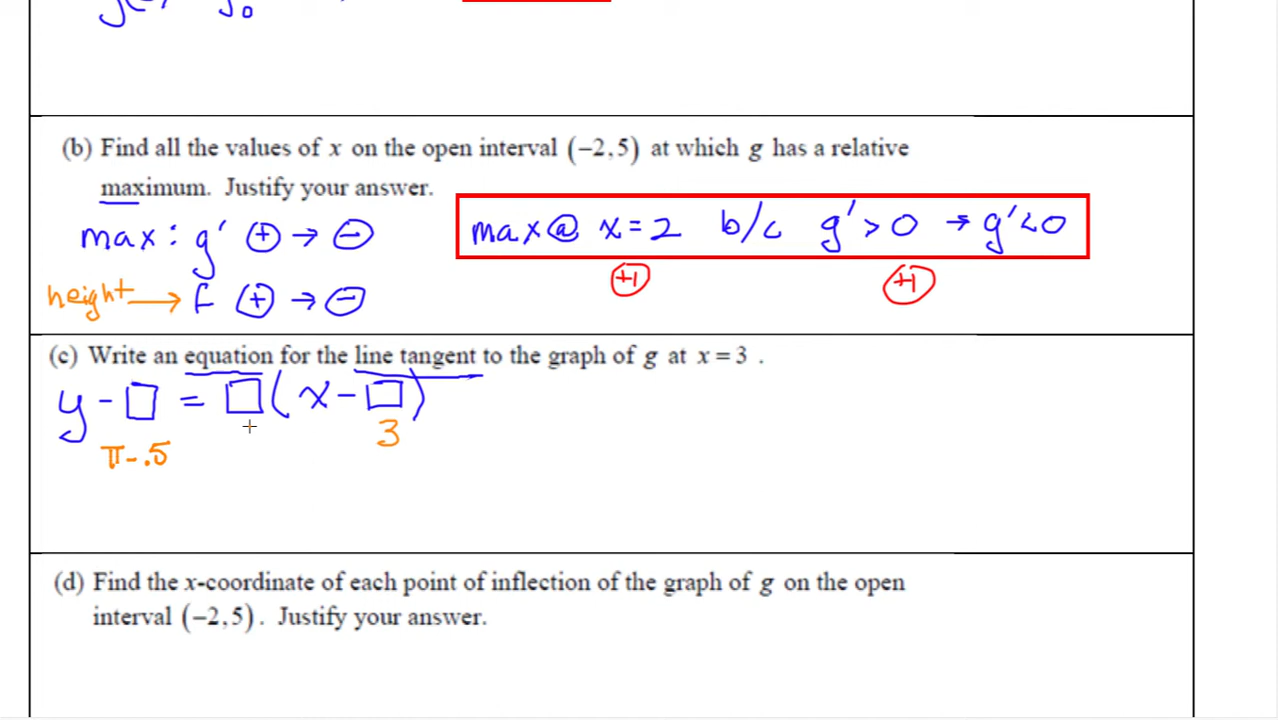 (b) Find all the values of x on the open interval (−2,5) at which g has a relative
maximum. Justify your answer.
max: g′ ⊕ → ⊖
max @ x=2 b/c g′>0 → g′<0
+1 +1
height → f ⊕ → ⊖
(c) Write an equation for the line tangent to the graph of g at x = 3 .
y − □ = □ ( x − □ )
π − .5 3
(d) Find the x-coordinate of each point of inflection of the graph of g on the open
interval (−2,5). Justify your answer.